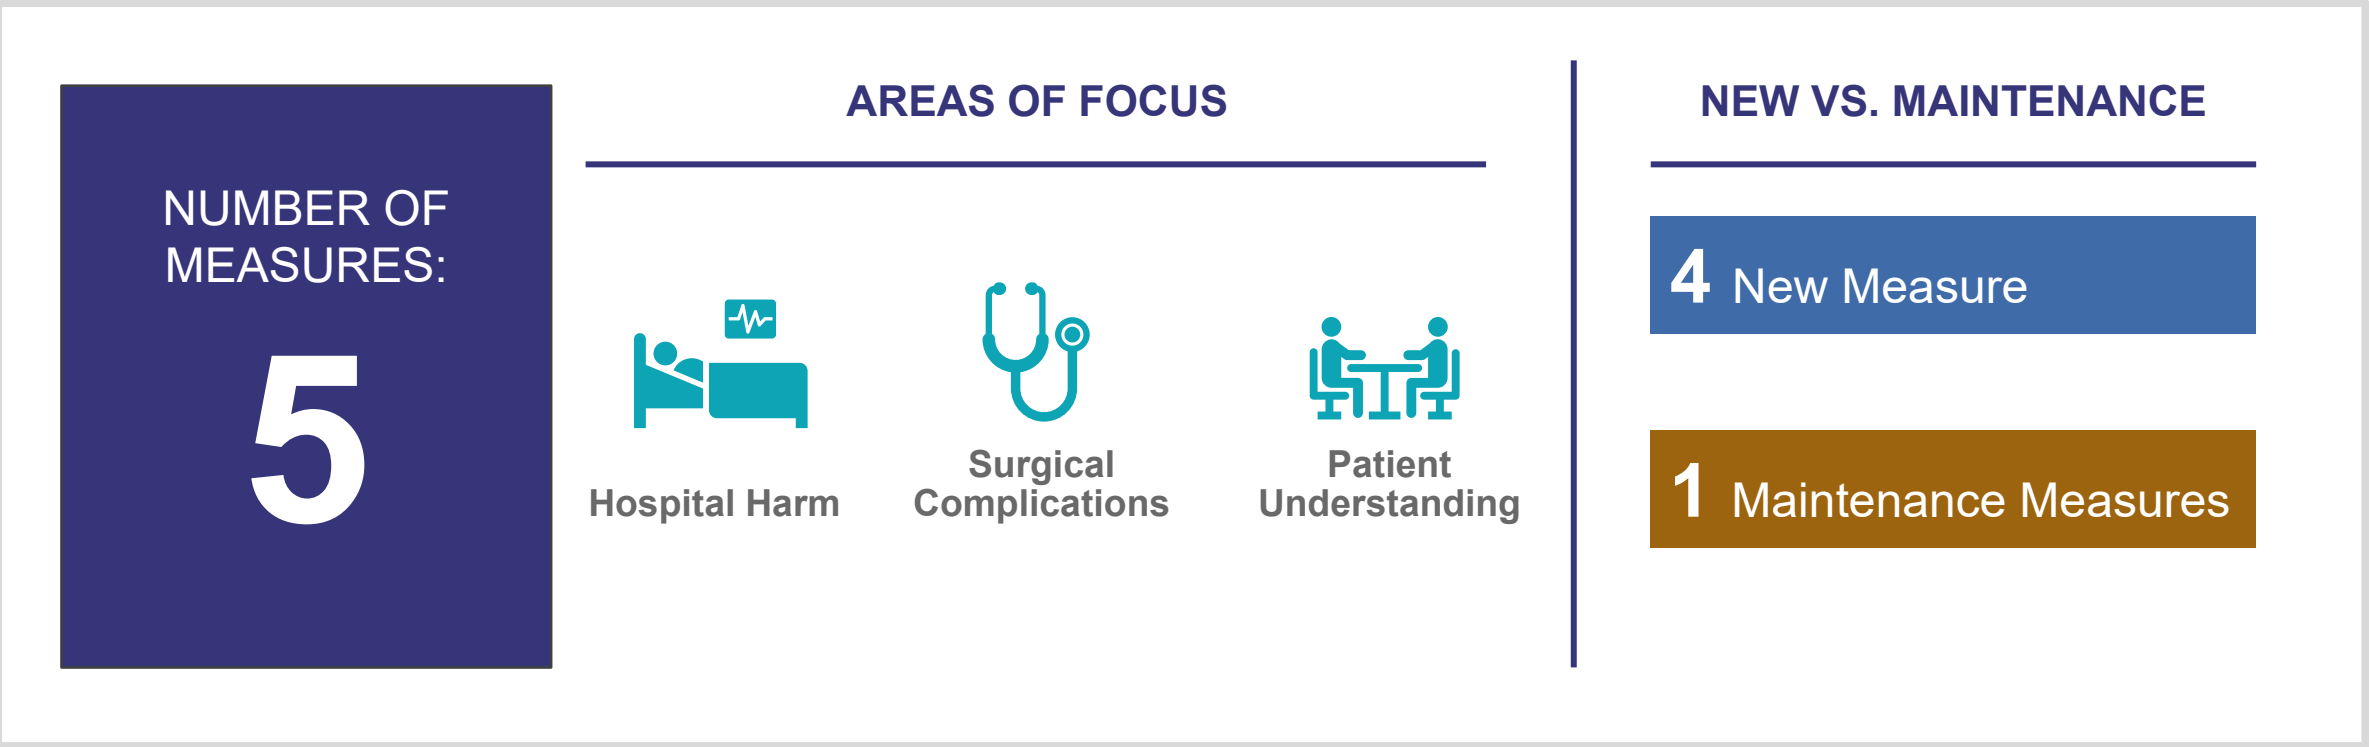 NUMBER OF
MEASURES:
5
AREAS OF FOCUS
Hospital Harm
Surgical
Complications
Patient
Understanding
NEW VS. MAINTENANCE
4 New Measure
1 Maintenance Measures